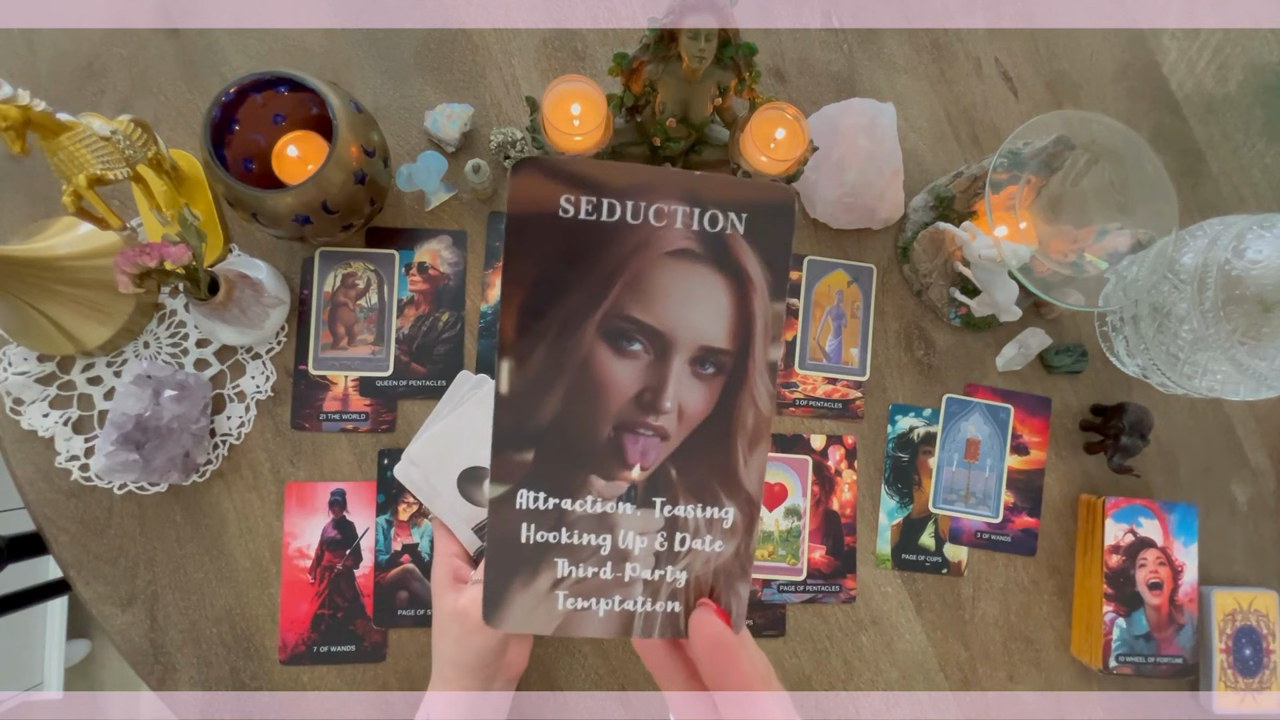 SEDUCTION
Attraction. Teasing
Hooking Up & Date
Third-Party
Temptation
QUEEN OF PENTACLES
21 THE WORLD
3 OF PENTACLES
7 OF WANDS
PAGE OF
PAGE OF PENTACLES
PAGE OF CUPS
3 OF WANDS
10 WHEEL OF FORTUNE